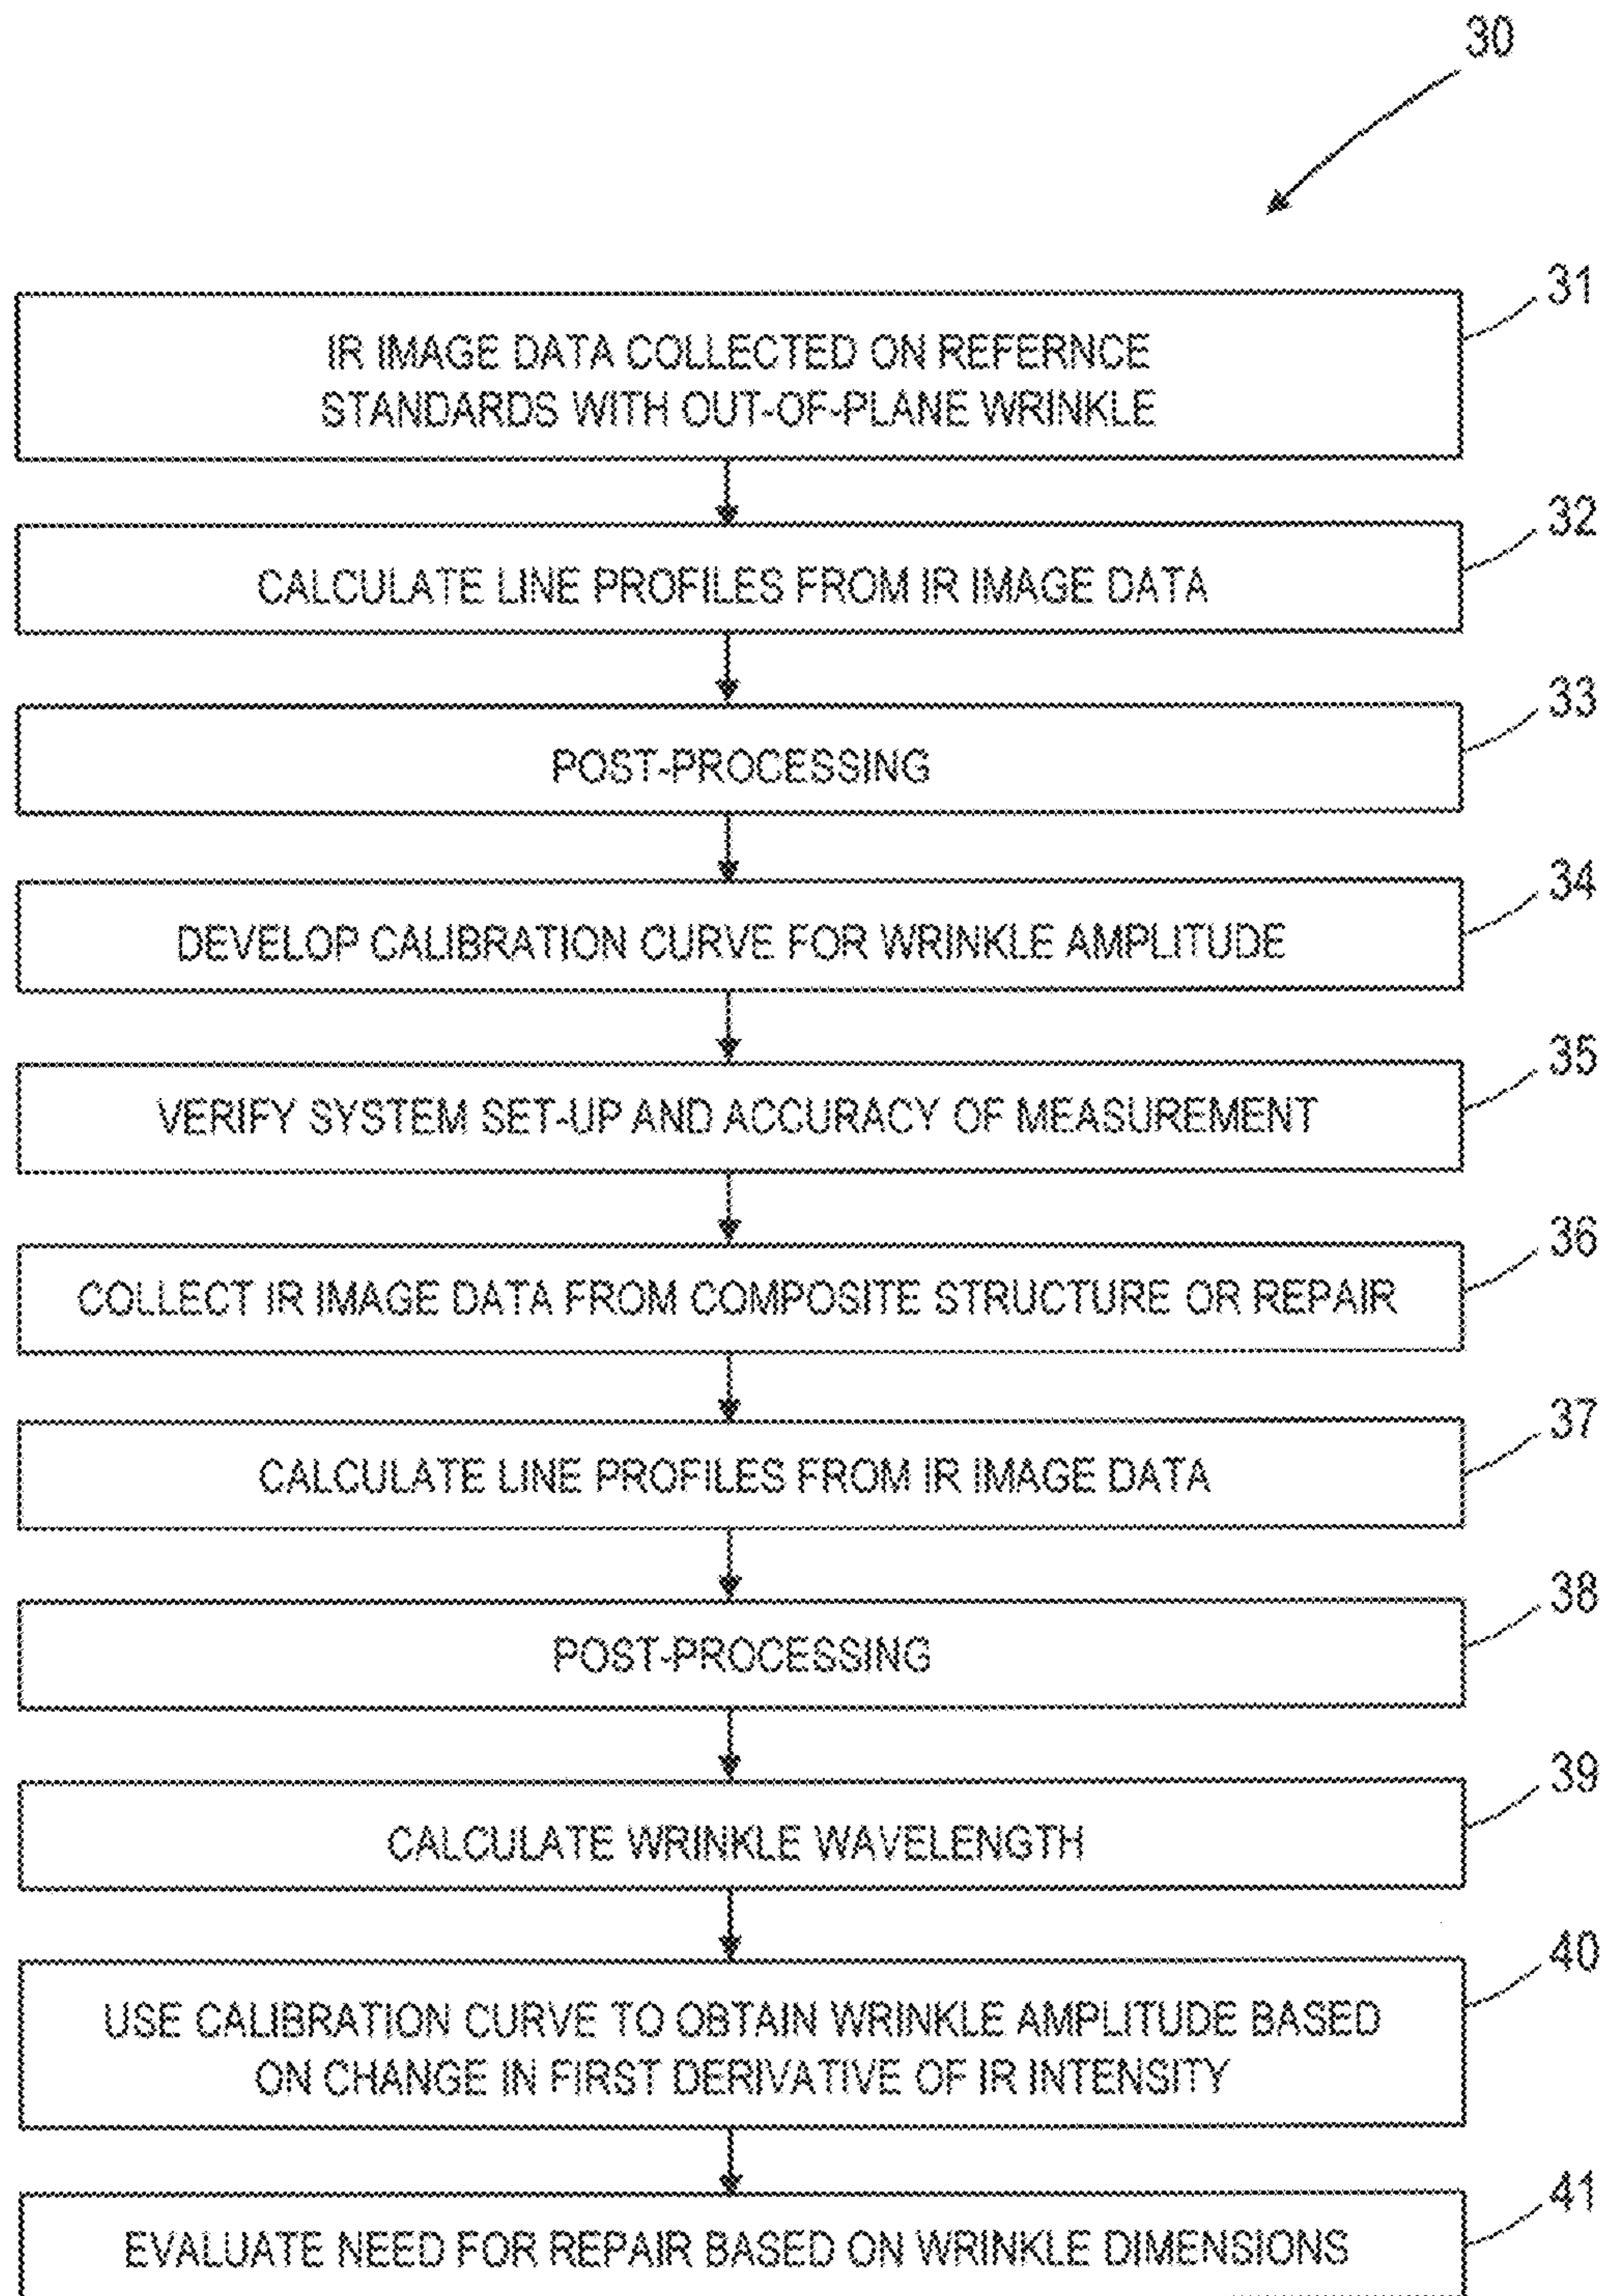 30
31
IR IMAGE DATA COLLECTED ON REFERNCE
STANDARDS WITH OUT-OF-PLANE WRINKLE
32
CALCULATE LINE PROFILES FROM IR IMAGE DATA
33
POST-PROCESSING
34
DEVELOP CALIBRATION CURVE FOR WRINKLE AMPLITUDE
35
VERIFY SYSTEM SET-UP AND ACCURACY OF MEASUREMENT
36
COLLECT IR IMAGE DATA FROM COMPOSITE STRUCTURE OR REPAIR
37
CALCULATE LINE PROFILES FROM IR IMAGE DATA
38
POST-PROCESSING
39
CALCULATE WRINKLE WAVELENGTH
40
USE CALIBRATION CURVE TO OBTAIN WRINKLE AMPLITUDE BASED
ON CHANGE IN FIRST DERIVATIVE OF IR INTENSITY
41
EVALUATE NEED FOR REPAIR BASED ON WRINKLE DIMENSIONS